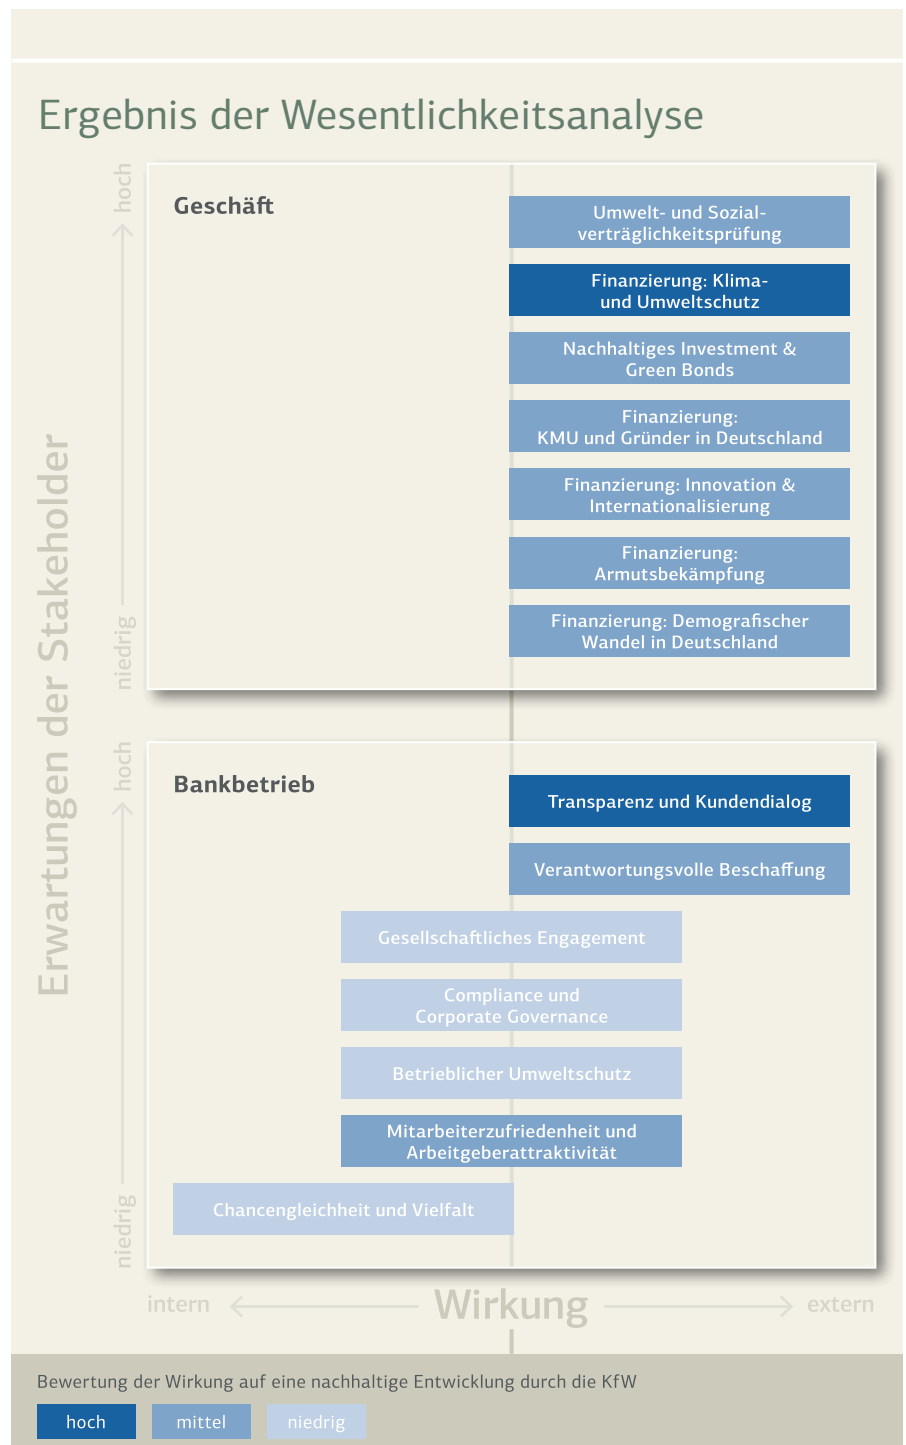 Ergebnis der Wesentlichkeitsanalyse
Erwartungen der Stakeholder
hoch
niedrig
Geschäft
Umwelt- und Sozial-
verträglichkeitsprüfung
Finanzierung: Klima-
und Umweltschutz
Nachhaltiges Investment &
Green Bonds
Finanzierung:
KMU und Gründer in Deutschland
Finanzierung: Innovation &
Internationalisierung
Finanzierung:
Armutsbekämpfung
Finanzierung: Demografischer
Wandel in Deutschland
hoch
niedrig
Bankbetrieb
Transparenz und Kundendialog
Verantwortungsvolle Beschaffung
Gesellschaftliches Engagement
Compliance und
Corporate Governance
Betrieblicher Umweltschutz
Mitarbeiterzufriedenheit und
Arbeitgeberattraktivität
Chancengleichheit und Vielfalt
intern
Wirkung
extern
Bewertung der Wirkung auf eine nachhaltige Entwicklung durch die KfW
hoch
mittel
niedrig